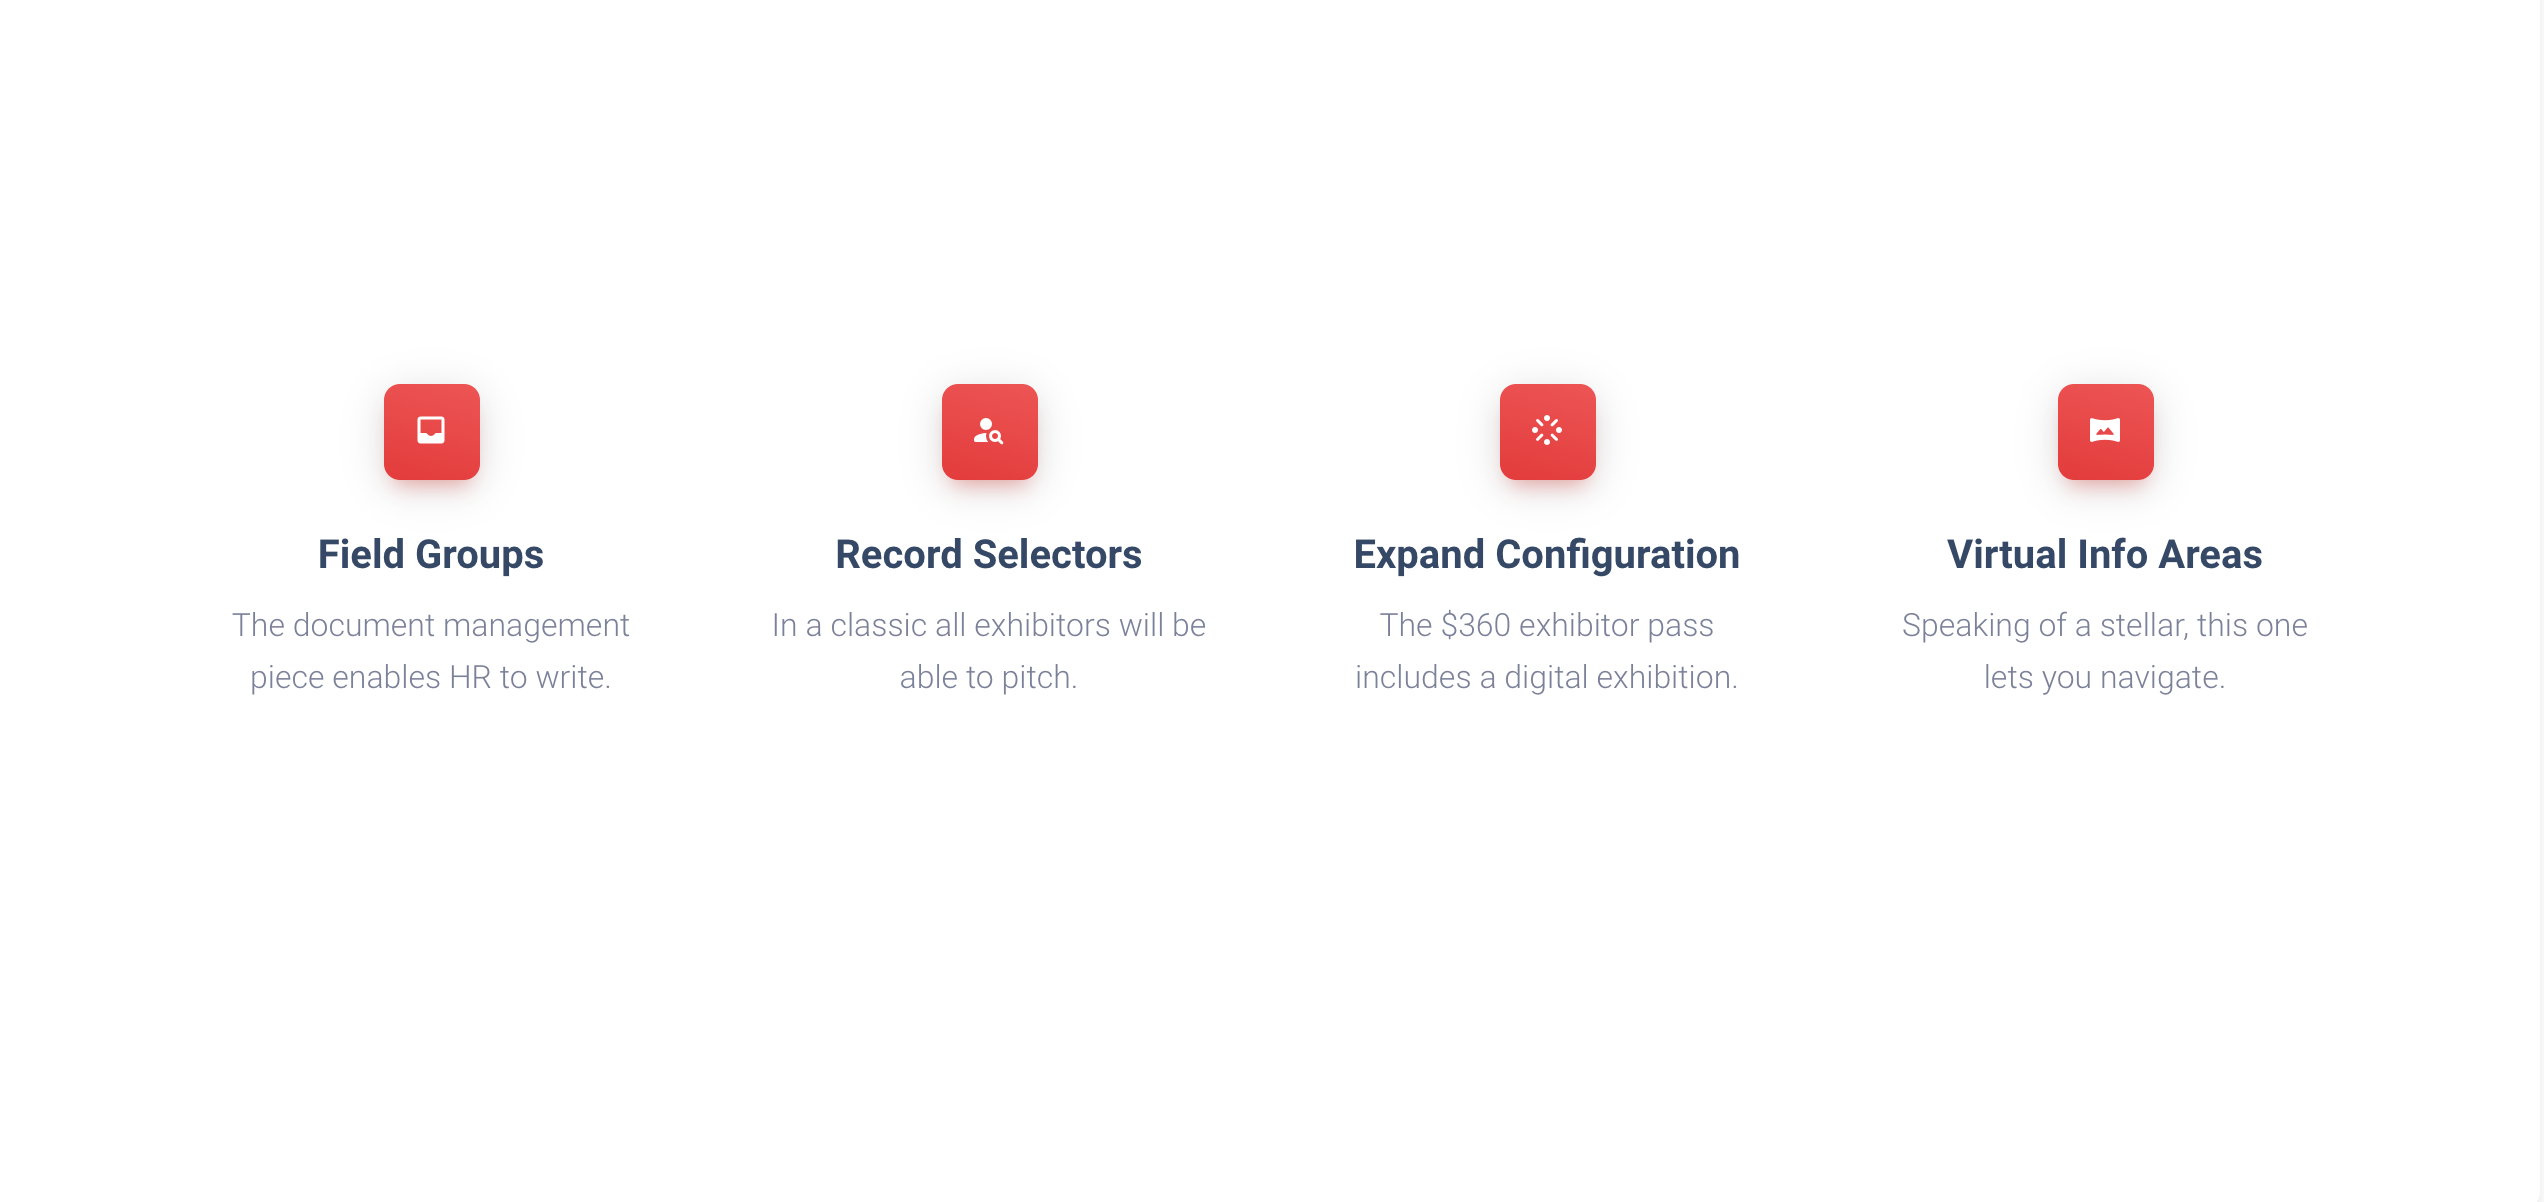 Field Groups
The document management
piece enables HR to write.
Record Selectors
In a classic all exhibitors will be
able to pitch.
Expand Configuration
The $360 exhibitor pass
includes a digital exhibition.
Virtual Info Areas
Speaking of a stellar, this one
lets you navigate.